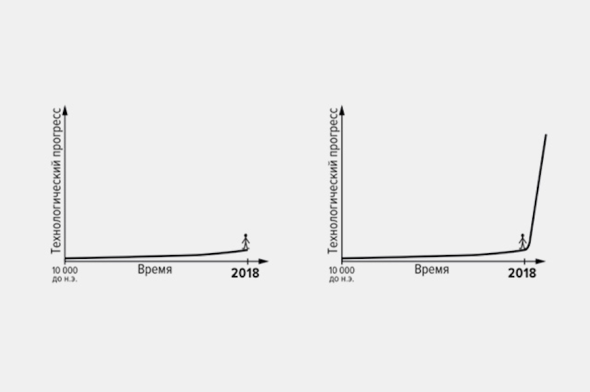 Технологический прогресс
10 000
до н.э.
Время
2018
Технологический прогресс
10 000
до н.э.
Время
2018